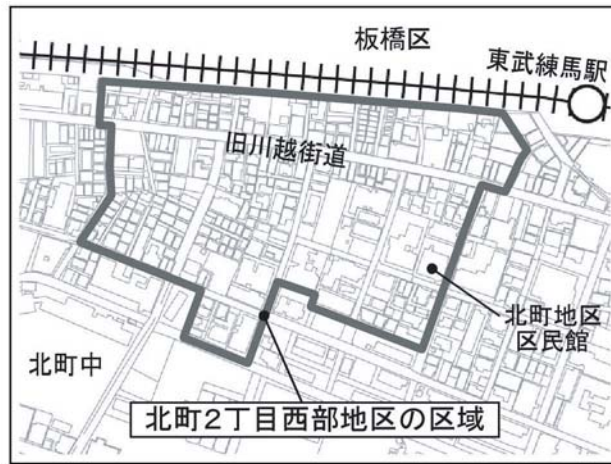 板橋区
東武練馬駅
旧川越街道
北町地区
区民館
北町中
北町2丁目西部地区の区域